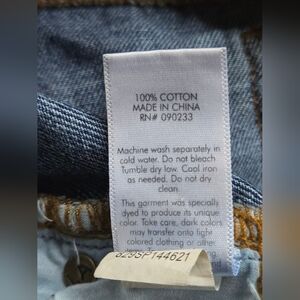 100% COTTON
MADE IN CHINA
RN# 090233
Machine wash separately in
cold water. Do not bleach
Tumble dry low. Cool iron
as needed. Do not dry
clean.
This garment was specially
dyed to produce its unique
color. Take care, dark colors
may transfer onto light
colored clothing or other
items.
829SP144621